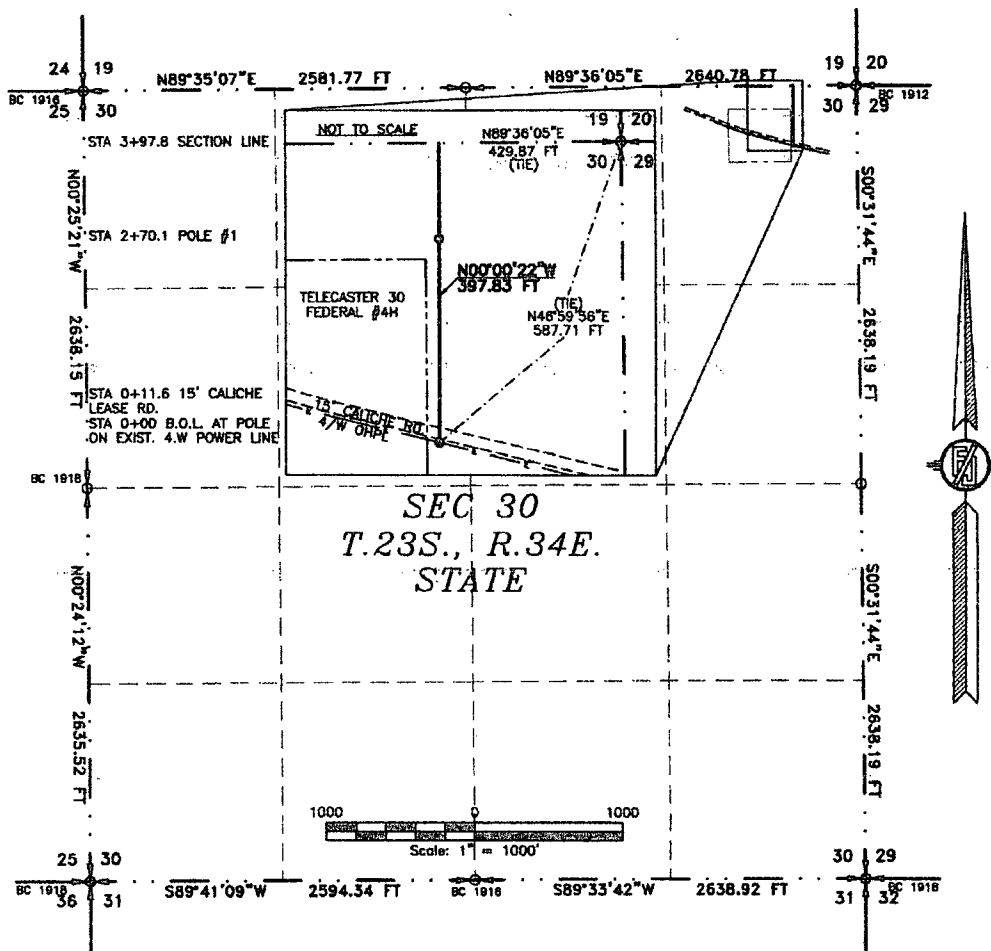 24 19
19 20
N89°35'07"E 2581.77 FT
N89°36'05"E 2640.78 FT
BC 1916
BC 1912
25 30
30 29
STA 3+97.8 SECTION LINE
NOT TO SCALE
N89°36'05"E
429.87 FT
(TIE)
19 20
30 29
N00°25'21"W
2638.15 FT
S00°31'44"E
2638.19 FT
STA 2+70.1 POLE #1
N00°00'22"W
397.83 FT
TELECASTER 30
FEDERAL #4H
(TIE)
N46°59'56"E
587.71 FT
STA 0+11.6 15' CALICHE
LEASE RD.
STA 0+00 B.O.L. AT POLE
ON EXIST. 4.W POWER LINE
15' CALICHE RD.
4/W OHPL
BC 1918
SEC 30
T.23S., R.34E.
STATE
N00°24'12"W
2635.52 FT
S00°31'44"E
2638.19 FT
1000 0 1000
Scale: 1" = 1000'
25 30
30 29
BC 1918
S89°41'09"W 2594.34 FT
BC 1916
S89°33'42"W 2638.92 FT
BC 1918
36 31
31 32